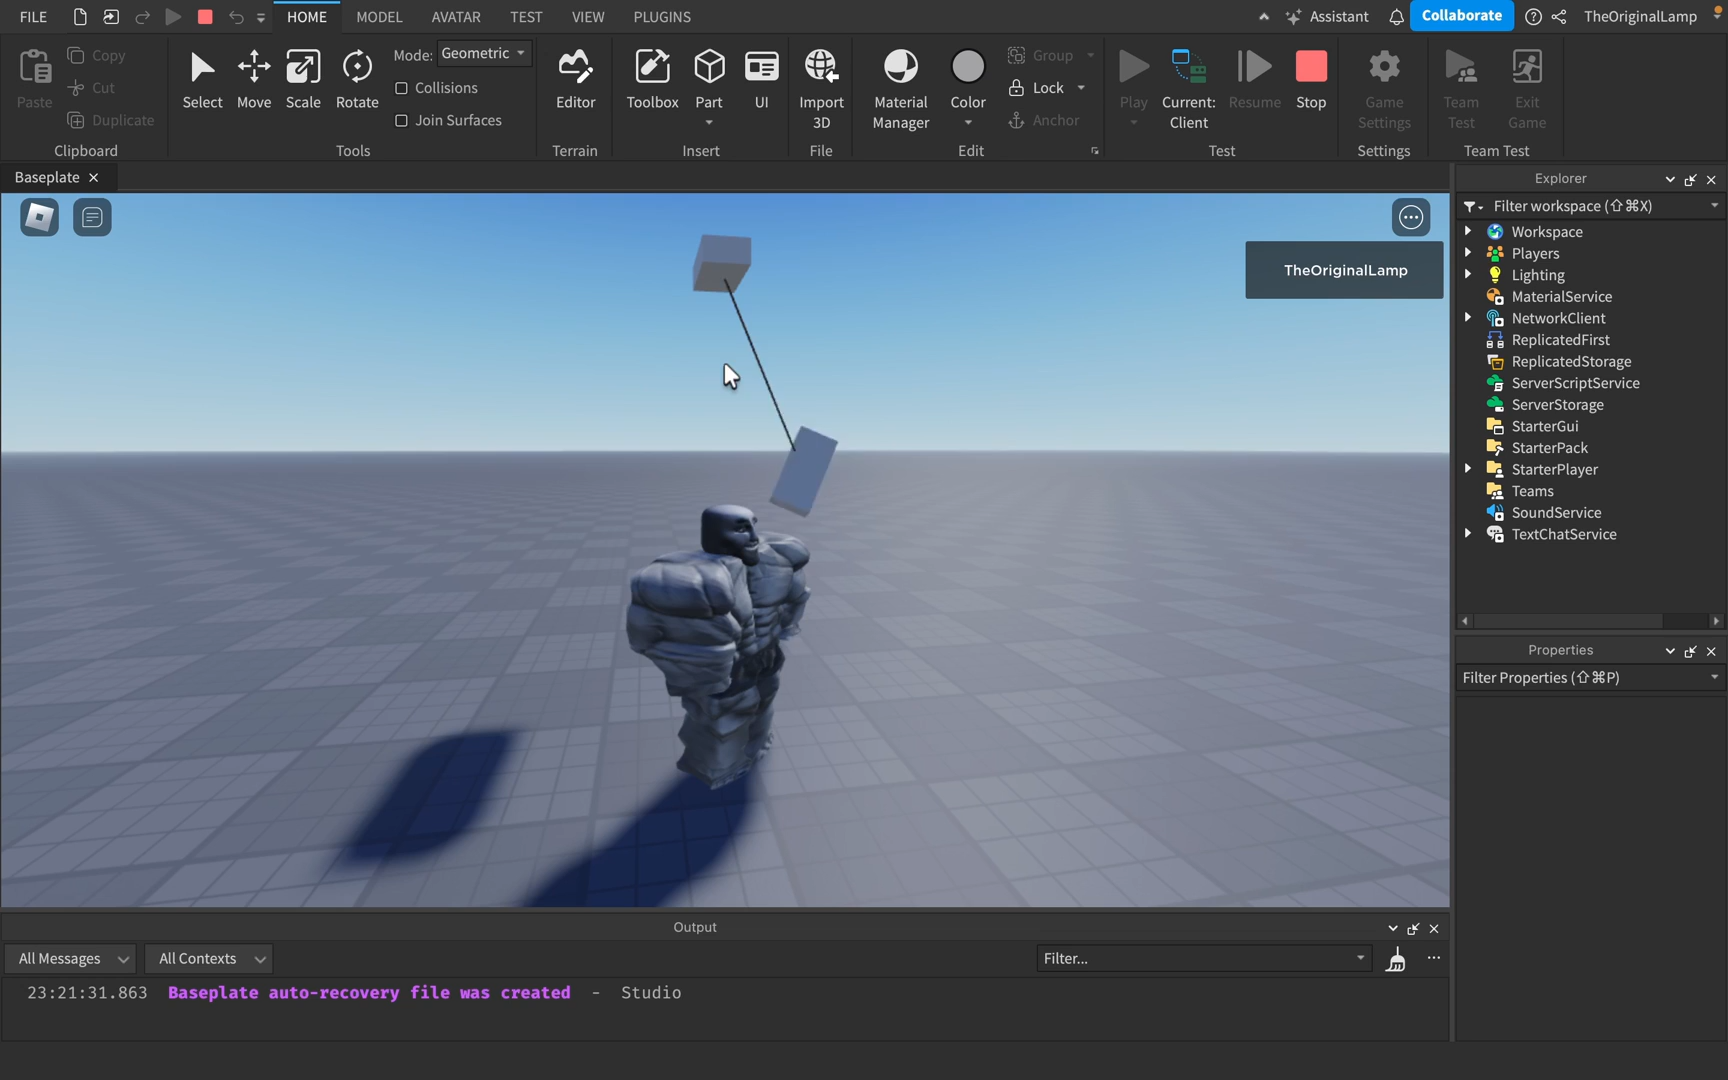 FILE
HOME
MODEL
AVATAR
TEST
VIEW
PLUGINS
Assistant
Collaborate
TheOriginalLamp
Paste
Copy
Cut
Duplicate
Clipboard
Select
Move
Scale
Rotate
Mode: Geometric
Collisions
Join Surfaces
Tools
Editor
Terrain
Toolbox
Part
UI
Insert
Import
3D
File
Material
Manager
Color
Group
Lock
Anchor
Edit
Play
Current:
Client
Resume
Stop
Test
Game
Settings
Settings
Team
Test
Exit
Game
Team Test
Baseplate
TheOriginalLamp
Explorer
Filter workspace (⇧⌘X)
Workspace
Players
Lighting
MaterialService
NetworkClient
ReplicatedFirst
ReplicatedStorage
ServerScriptService
ServerStorage
StarterGui
StarterPack
StarterPlayer
Teams
SoundService
TextChatService
Properties
Filter Properties (⇧⌘P)
Output
All Messages
All Contexts
Filter...
23:21:31.863 Baseplate auto-recovery file was created - Studio